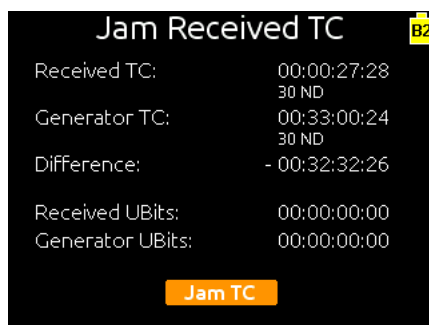 Jam Received TC
B2
Received TC: 00:00:27:28
30 ND
Generator TC: 00:33:00:24
30 ND
Difference: - 00:32:32:26
Received UBits: 00:00:00:00
Generator UBits: 00:00:00:00
Jam TC